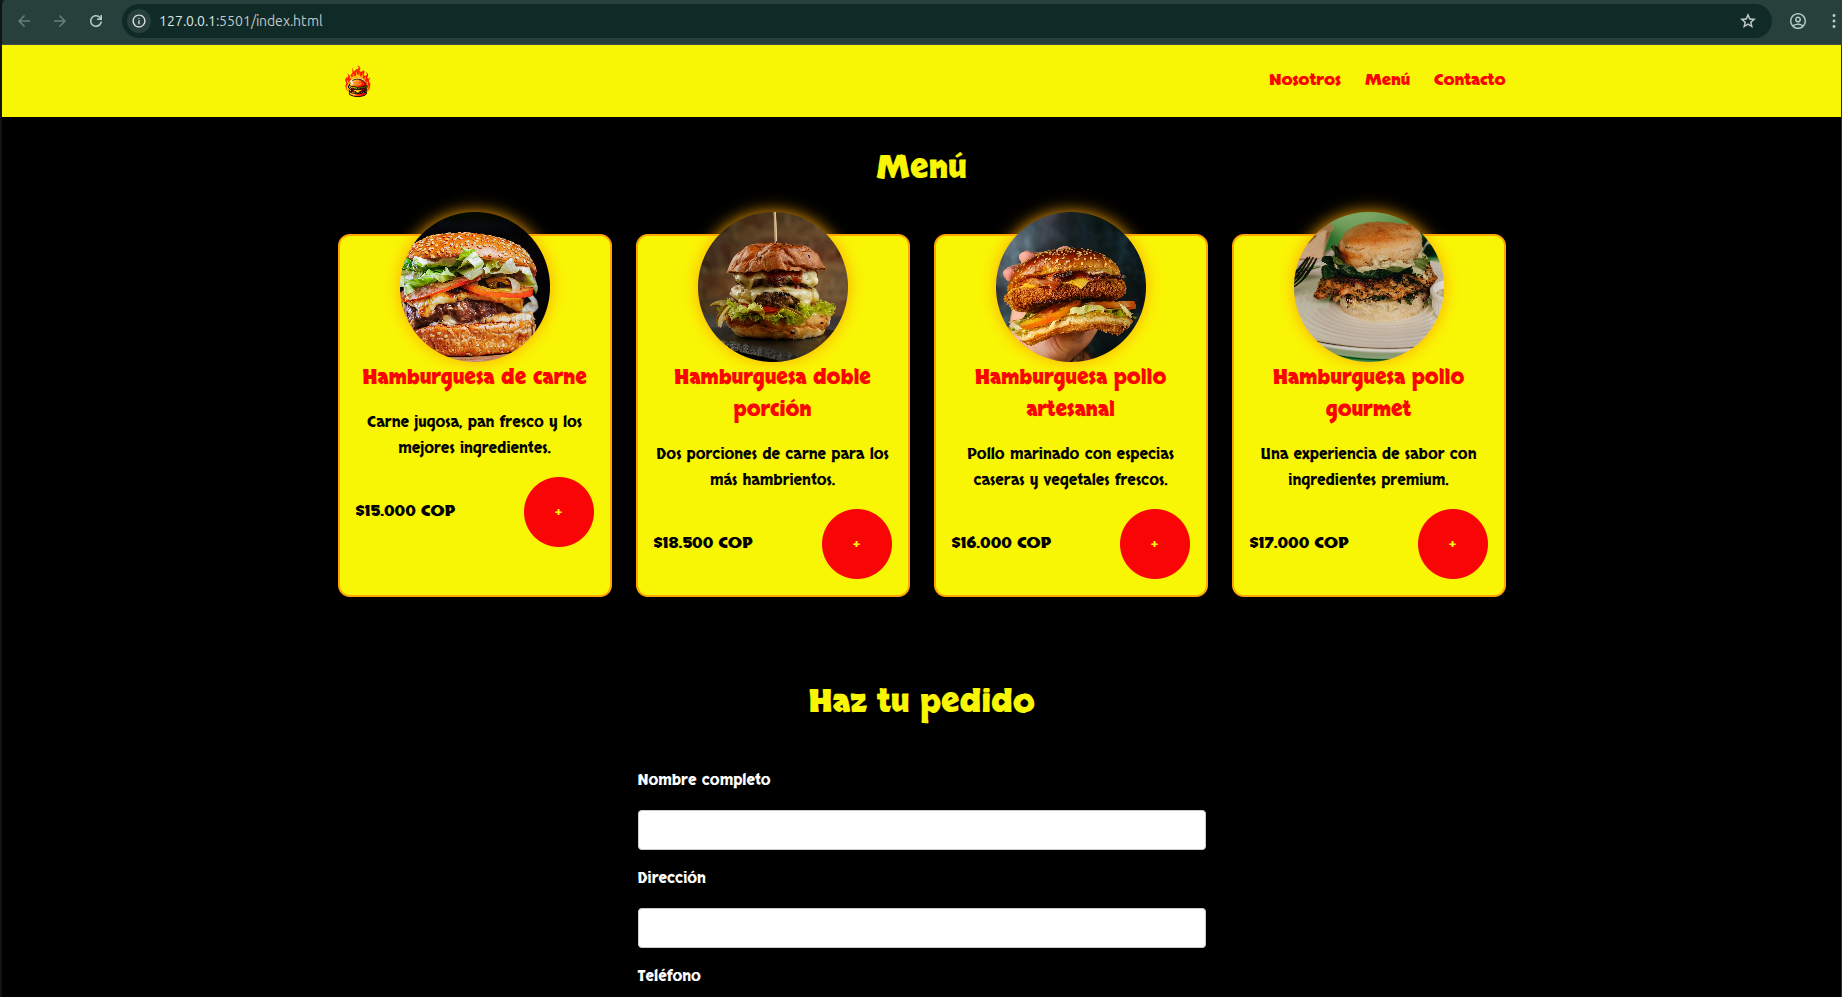 127.0.0.1:5501/index.html
Nosotros Menú Contacto
Menú
Hamburguesa de carne
Carne jugosa, pan fresco y los
mejores ingredientes.
$15.000 COP +
Hamburguesa doble
porción
Dos porciones de carne para los
más hambrientos.
$18.500 COP +
Hamburguesa pollo
artesanal
Pollo marinado con especias
caseras y vegetales frescos.
$16.000 COP +
Hamburguesa pollo
gourmet
Una experiencia de sabor con
ingredientes premium.
$17.000 COP +
Haz tu pedido
Nombre completo
Dirección
Teléfono